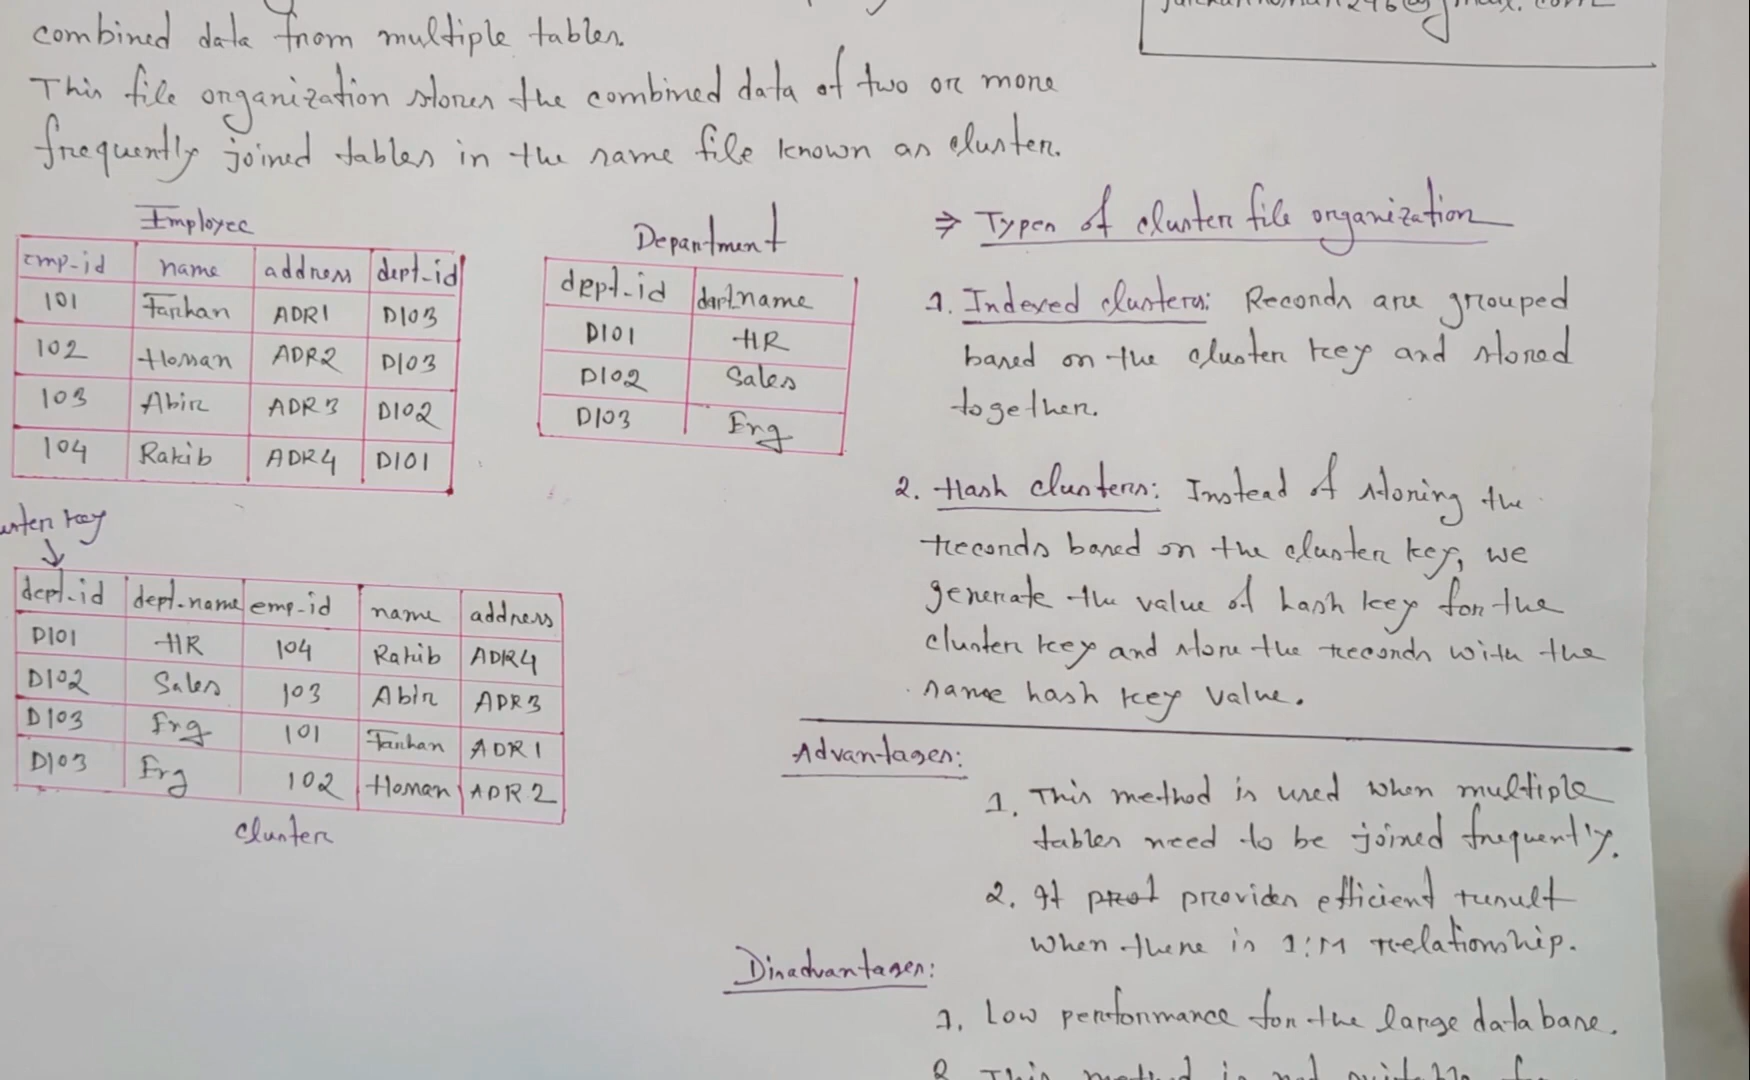 combined data from multiple tables.
This file organization stores the combined data of two or more
frequently joined tables in the same file known as cluster.
Employee
emp-id name address dept-id
101 Farhan ADR1 D103
102 Homan ADR2 D103
103 Abir ADR3 D102
104 Rakib ADR4 D101
Department
dept-id
D101 HR
D102 Sales
D103 Eng
key
dept-id dept-name emp-id name address
D101 HR 104 Rakib ADR4
D102 Sales 103 Abir ADR3
D103 Eng 101 Farhan ADR1
D103 Eng 102 Homan ADR2
cluster
⇒ Types of cluster file organization
1. Indexed clusters: Records are grouped
based on the cluster key and stored
together.
2. Hash clusters: Instead of storing the
records based on the cluster key, we
generate the value of hash key for the
cluster key and store the records with the
same hash key value.
Advantages:
1. This method is used when multiple
tables need to be joined frequently.
2. It provides efficient result
when there is 1:M relationship.
Disadvantages:
1. Low performance for the large database.
2 This method is not